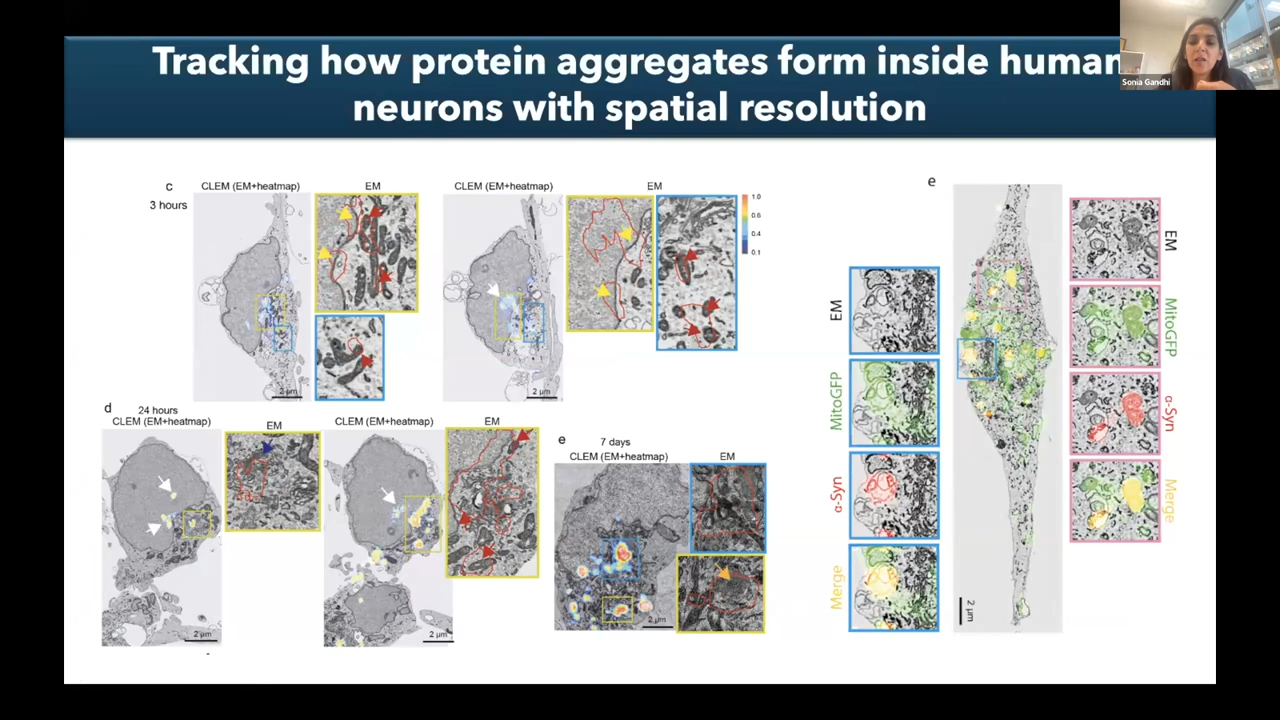 Tracking how protein aggregates form inside human
neurons with spatial resolution
Sonia Gandhi
c
CLEM (EM+heatmap)
EM
CLEM (EM+heatmap)
EM
3 hours
1.0
0.8
0.4
0.1
2 μm
2 μm
d
24 hours
CLEM (EM+heatmap)
EM
CLEM (EM+heatmap)
EM
2 μm
2 μm
e
7 days
CLEM (EM+heatmap)
EM
2 μm
e
EM
MitoGFP
α-Syn
Merge
2 μm
EM
MitoGFP
α-Syn
Merge